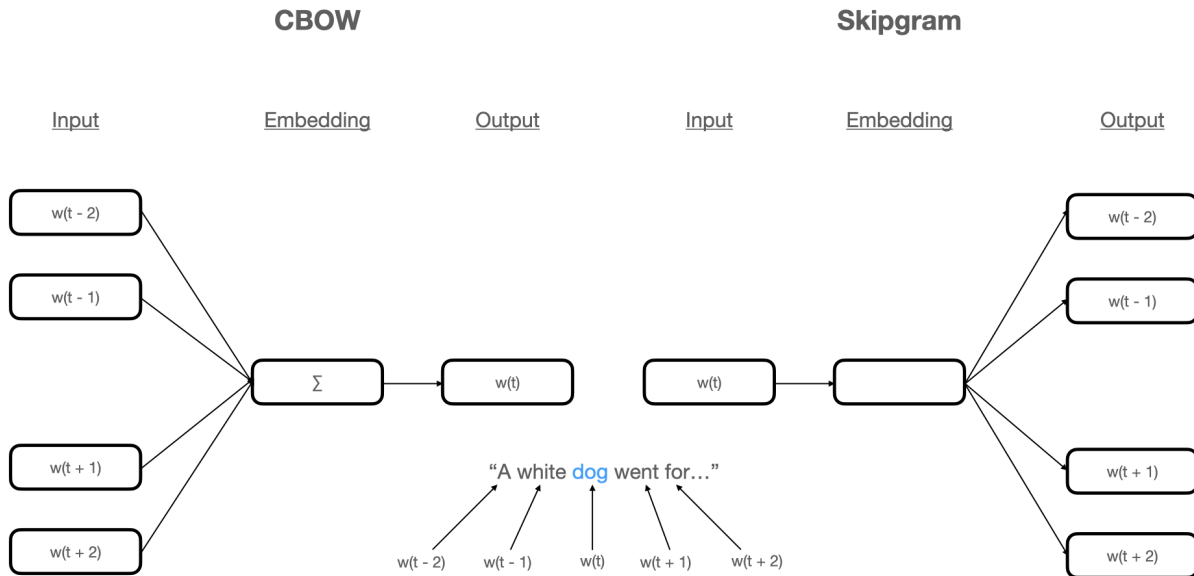 CBOW
Skipgram
Input
Embedding
Output
Input
Embedding
Output
w(t - 2)
w(t - 1)
∑
w(t)
w(t + 1)
w(t + 2)
w(t)
w(t - 2)
w(t - 1)
w(t + 1)
w(t + 2)
“A white dog went for…”
w(t - 2)
w(t - 1)
w(t)
w(t + 1)
w(t + 2)